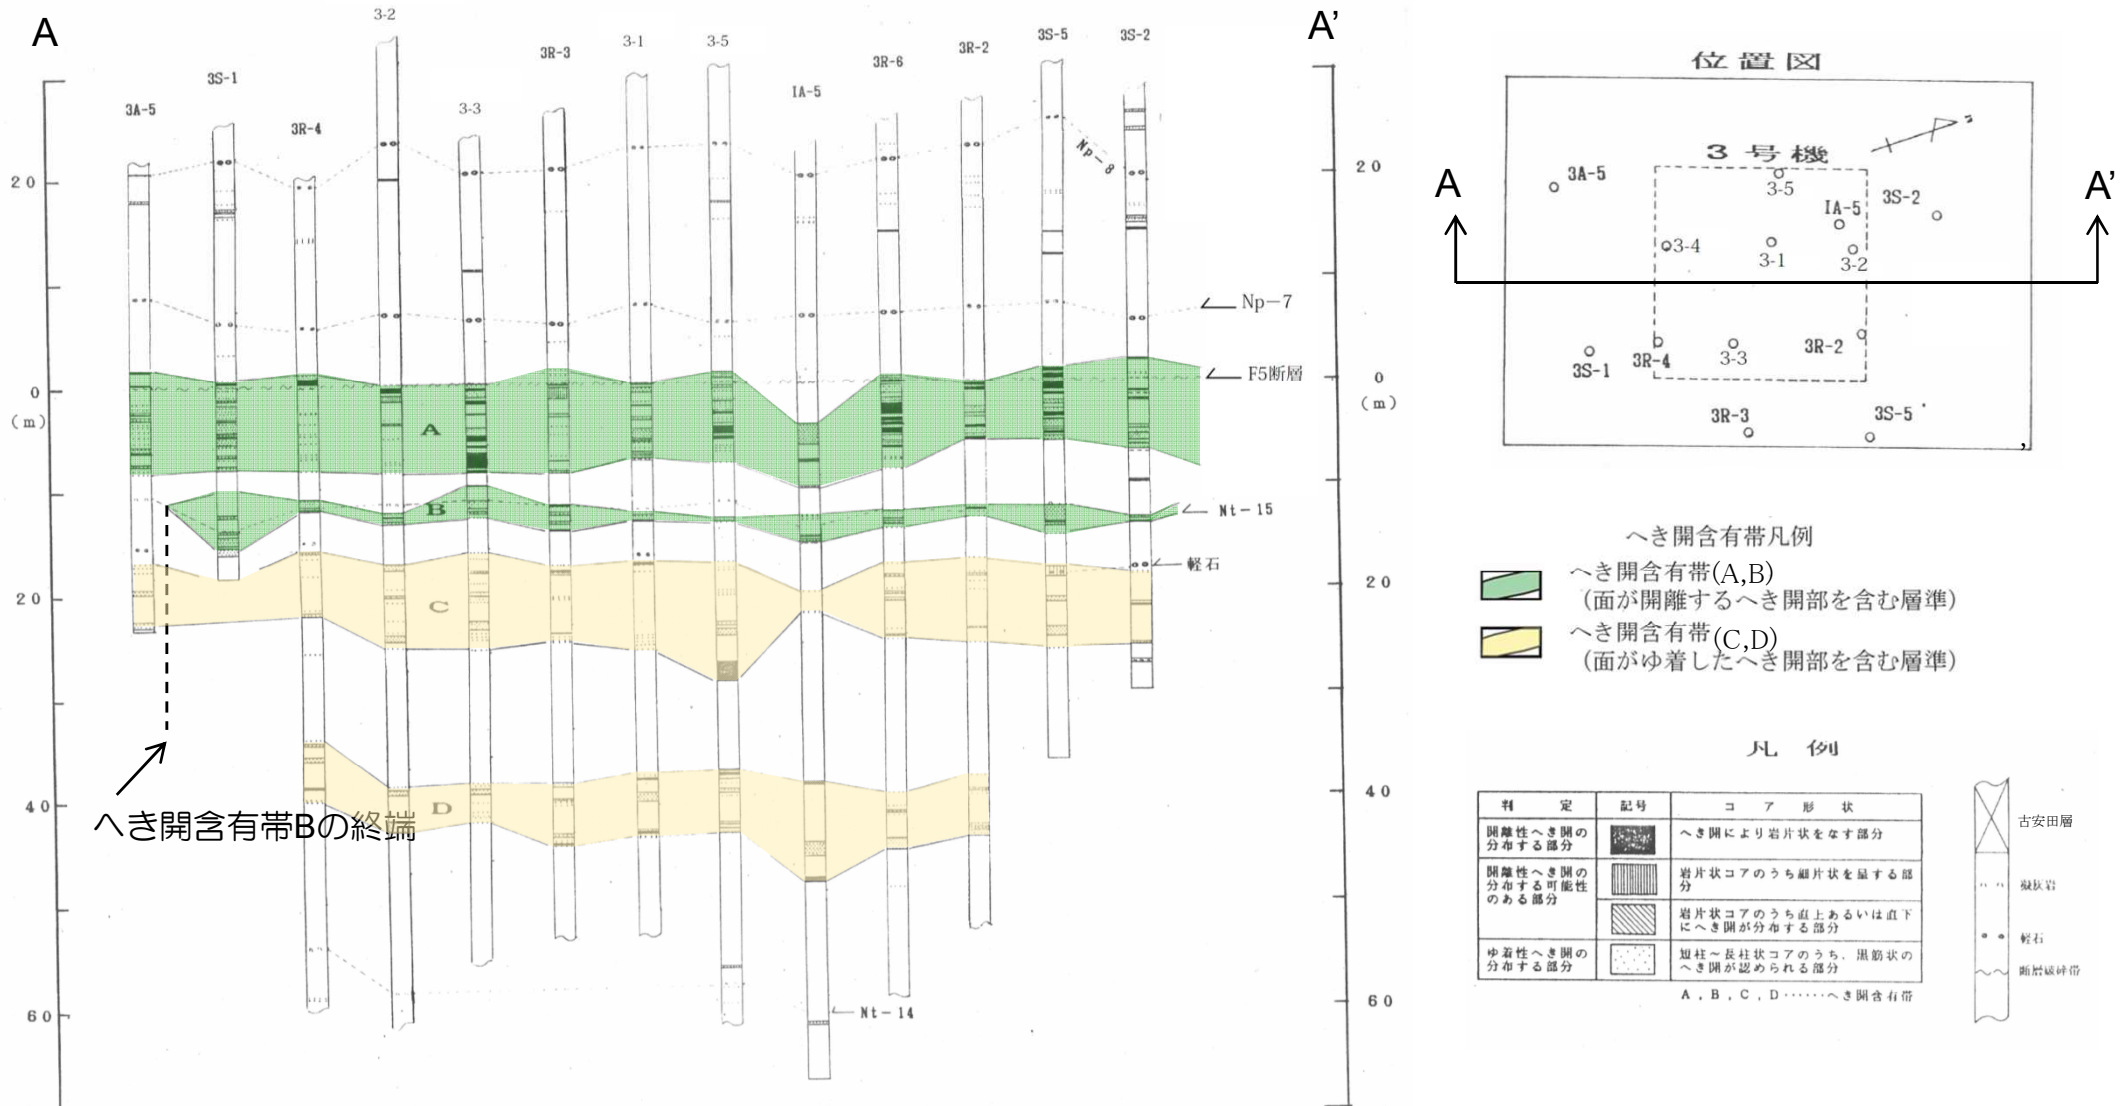 A
A'
3A-5
3S-1
3R-4
3-2
3-3
3R-3
3-1
3-5
IA-5
3R-6
3R-2
3S-5
3S-2
20
0
(m)
20
40
60
Np-8
Np-7
F5断層
A
B
Nt-15
軽石
C
D
Nt-14
へき開含有帯Bの終端
20
0
(m)
20
40
60
位置図
3号機
A
A'
3A-5
3-5
IA-5
3S-2
3-4
3-1
3-2
3S-1
3R-4
3-3
3R-2
3R-3
3S-5
へき開含有帯凡例
へき開含有帯(A,B)
(面が開離するへき開部を含む層準)
へき開含有帯(C,D)
(面がゆ着したへき開部を含む層準)
凡例
判定 記号 コア形状
開離性へき開の
分布する部分
へき開により岩片状をなす部分
開離性へき開の
分布する可能性
のある部分
岩片状コアのうち細片状を呈する部
分
岩片状コアのうち直上あるいは直下
にへき開が分布する部分
ゆ着性へき開の
分布する部分
短柱~長柱状コアのうち、黒筋状の
へき開が認められる部分
A,B,C,D……へき開含有帯
古安田層
凝灰岩
軽石
断層破砕帯